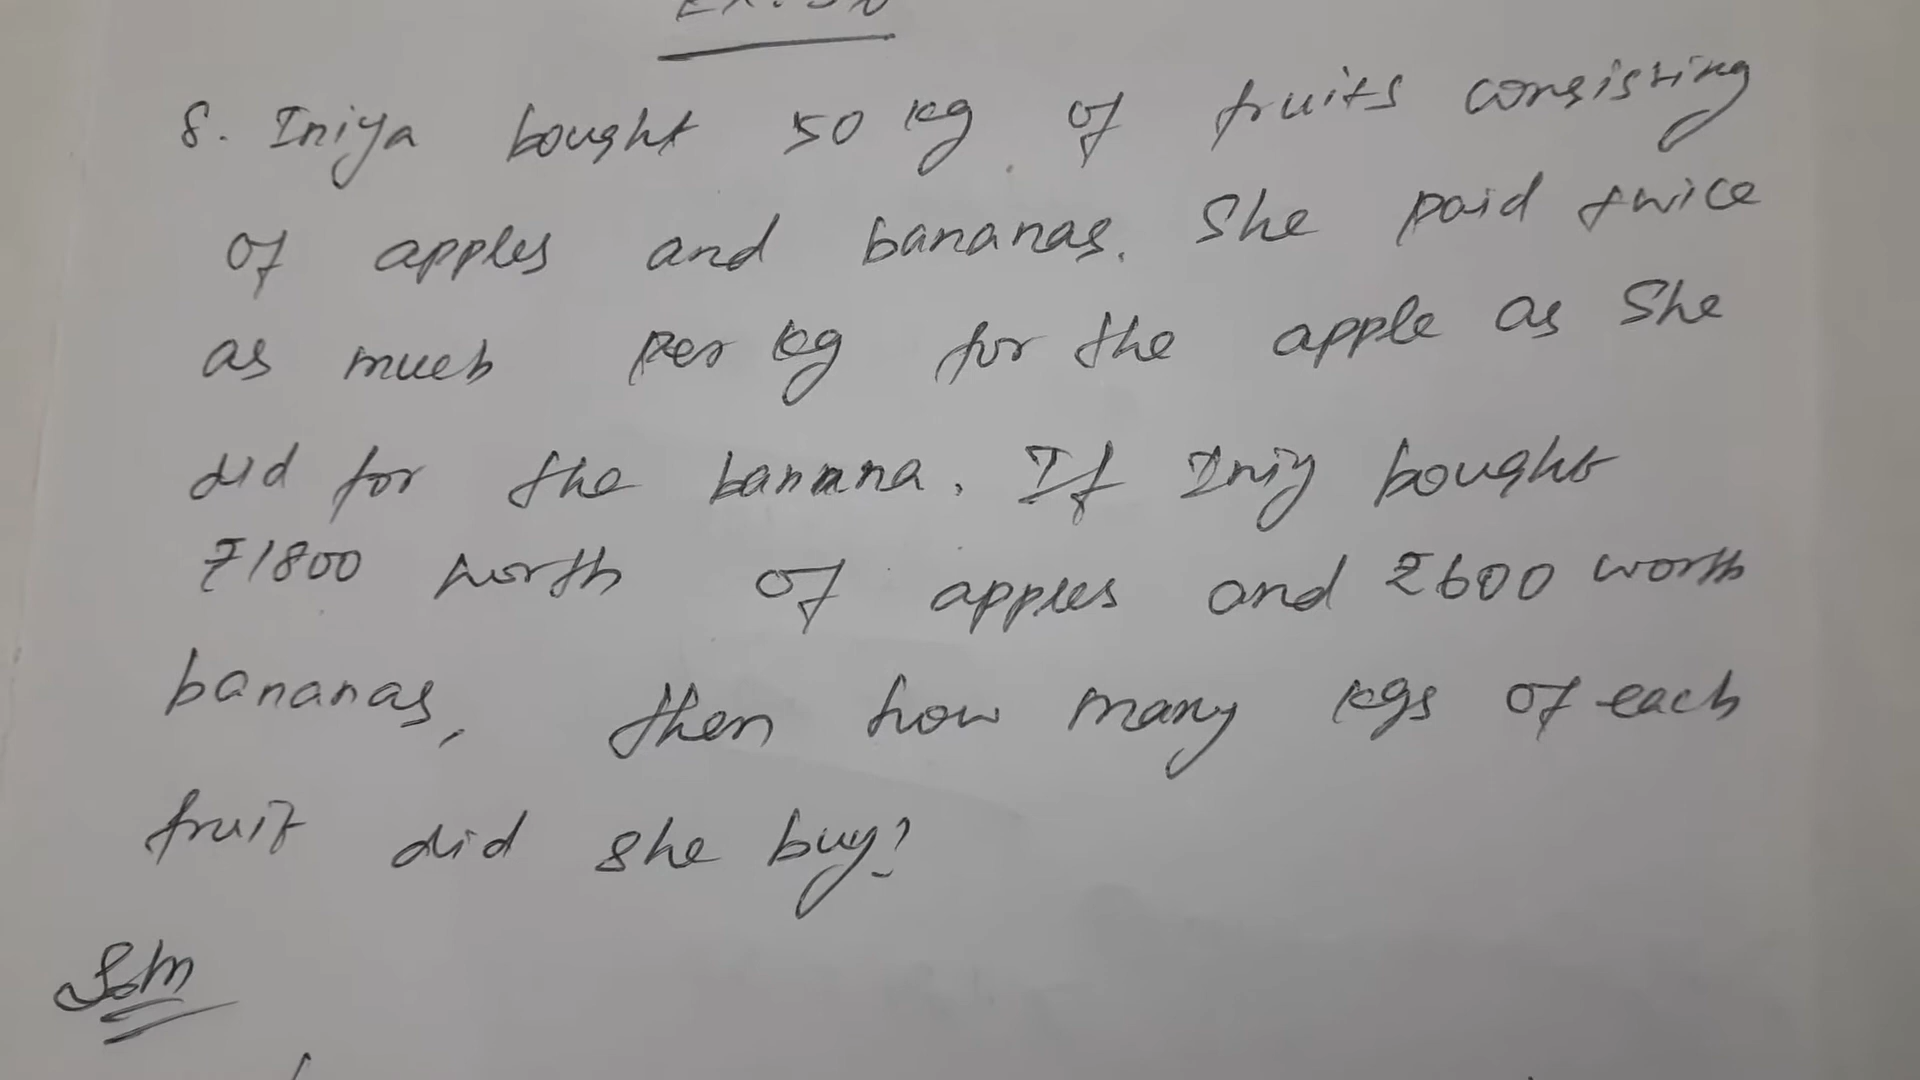 8. Iniya bought 50 kg of fruits consisting
of apples and bananas. She paid twice
as much per kg for the apple as She
did for the banana. If Iniy bought
₹1800 worth of apples and ₹600 worth
bananas, then how many kgs of each
fruit did she buy?
Soln